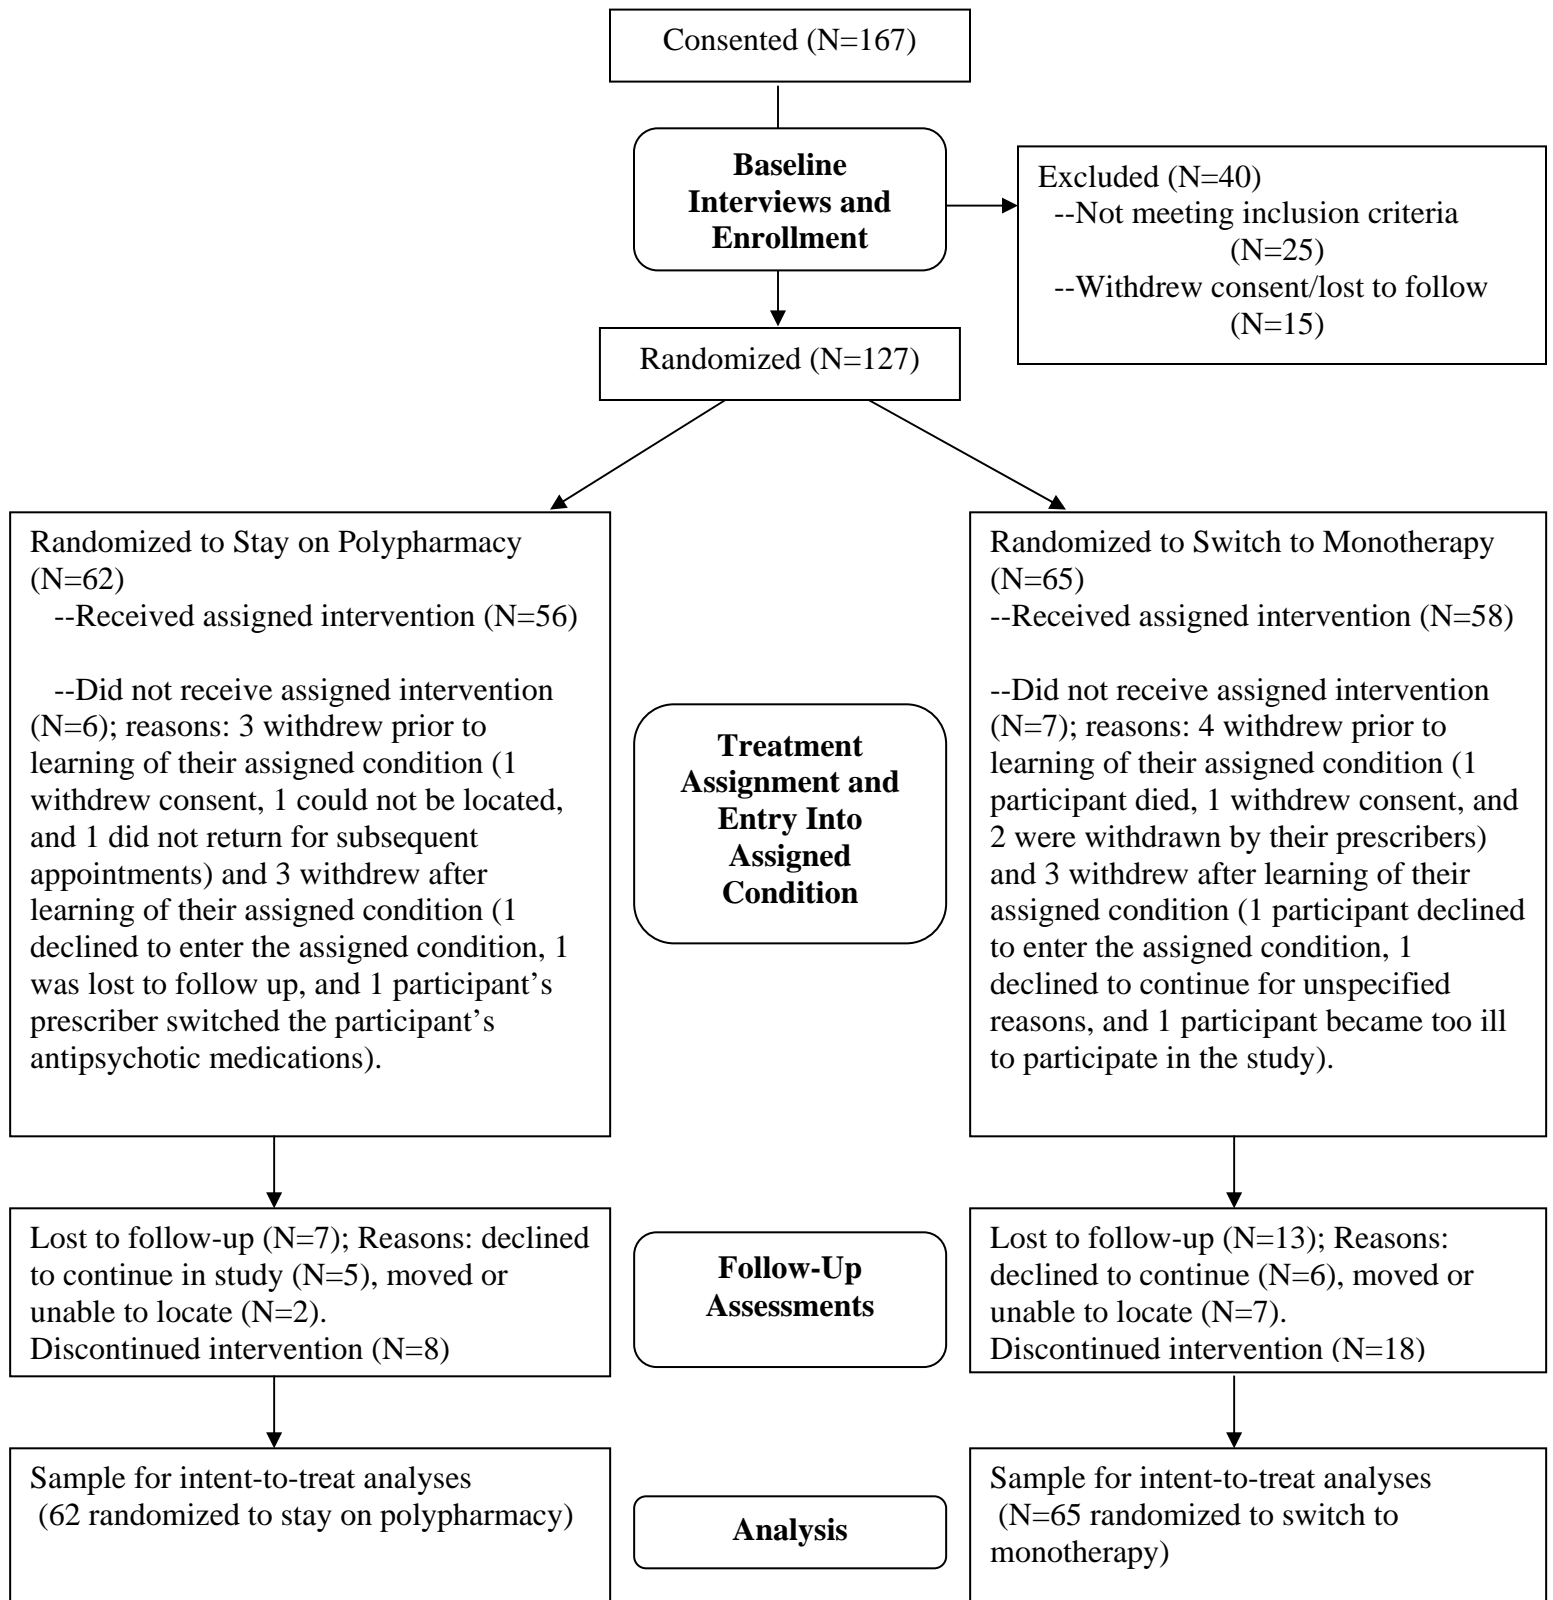 Consented (N=167)
Baseline
Interviews and
Enrollment
Excluded (N=40)
--Not meeting inclusion criteria
(N=25)
--Withdrew consent/lost to follow
(N=15)
Randomized (N=127)
Randomized to Stay on Polypharmacy
(N=62)
--Received assigned intervention (N=56)
--Did not receive assigned intervention
(N=6); reasons: 3 withdrew prior to
learning of their assigned condition (1
withdrew consent, 1 could not be located,
and 1 did not return for subsequent
appointments) and 3 withdrew after
learning of their assigned condition (1
declined to enter the assigned condition, 1
was lost to follow up, and 1 participant’s
prescriber switched the participant’s
antipsychotic medications).
Treatment
Assignment and
Entry Into
Assigned
Condition
Randomized to Switch to Monotherapy
(N=65)
--Received assigned intervention (N=58)
--Did not receive assigned intervention
(N=7); reasons: 4 withdrew prior to
learning of their assigned condition (1
participant died, 1 withdrew consent, and
2 were withdrawn by their prescribers)
and 3 withdrew after learning of their
assigned condition (1 participant declined
to enter the assigned condition, 1
declined to continue for unspecified
reasons, and 1 participant became too ill
to participate in the study).
Lost to follow-up (N=7); Reasons: declined
to continue in study (N=5), moved or
unable to locate (N=2).
Discontinued intervention (N=8)
Follow-Up
Assessments
Lost to follow-up (N=13); Reasons:
declined to continue (N=6), moved or
unable to locate (N=7).
Discontinued intervention (N=18)
Sample for intent-to-treat analyses
(62 randomized to stay on polypharmacy)
Analysis
Sample for intent-to-treat analyses
(N=65 randomized to switch to
monotherapy)